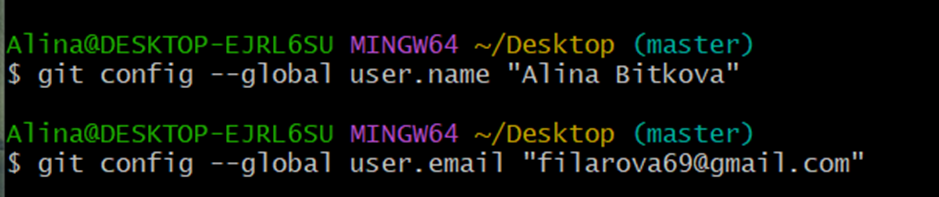 Alina@DESKTOP-EJRL6SU MINGW64 ~/Desktop (master)
$ git config --global user.name "Alina Bitkova"
Alina@DESKTOP-EJRL6SU MINGW64 ~/Desktop (master)
$ git config --global user.email "filarova69@gmail.com"